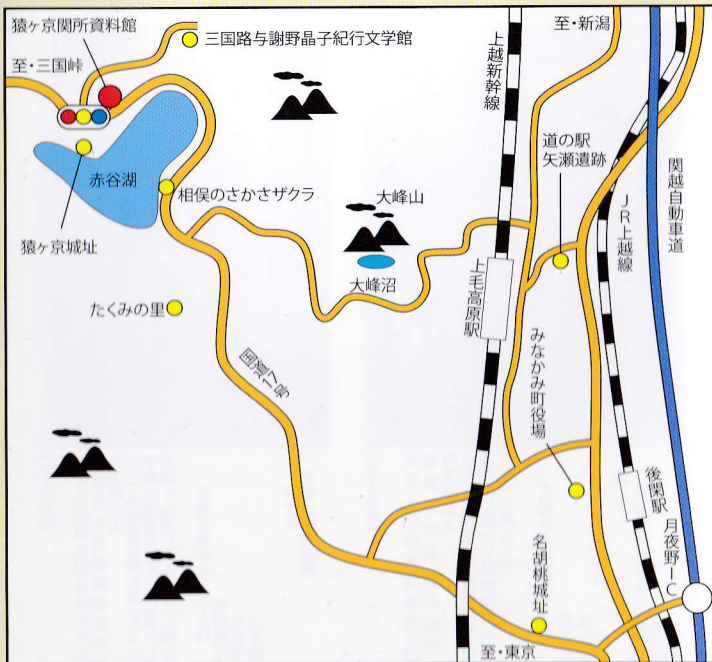 猿ヶ京関所資料館
三国路与謝野晶子紀行文学館
至・三国峠
上越新幹線
至・新潟
道の駅
矢瀬遺跡
関越自動車道
JR上越線
赤谷湖
相俣のさかさザクラ
大峰山
猿ヶ京城址
大峰沼
上毛高原駅
たくみの里
国道17号
みなかみ町役場
後閑駅
月夜野IC
名胡桃城址
至・東京